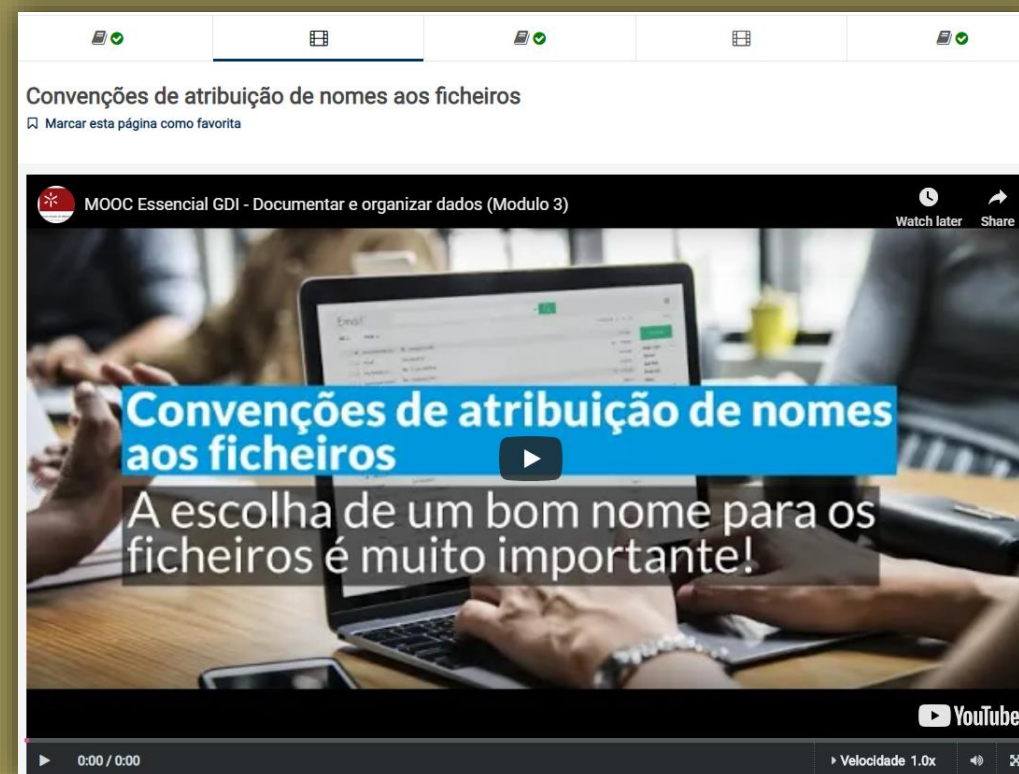 Convenções de atribuição de nomes aos ficheiros
Marcar esta página como favorita
MOOC Essencial GDI - Documentar e organizar dados (Modulo 3)
Watch later
Share
Email
Convenções de atribuição de nomes
aos ficheiros
A escolha de um bom nome para os
ficheiros é muito importante!
YouTube
0:00 / 0:00
Velocidade 1.0x